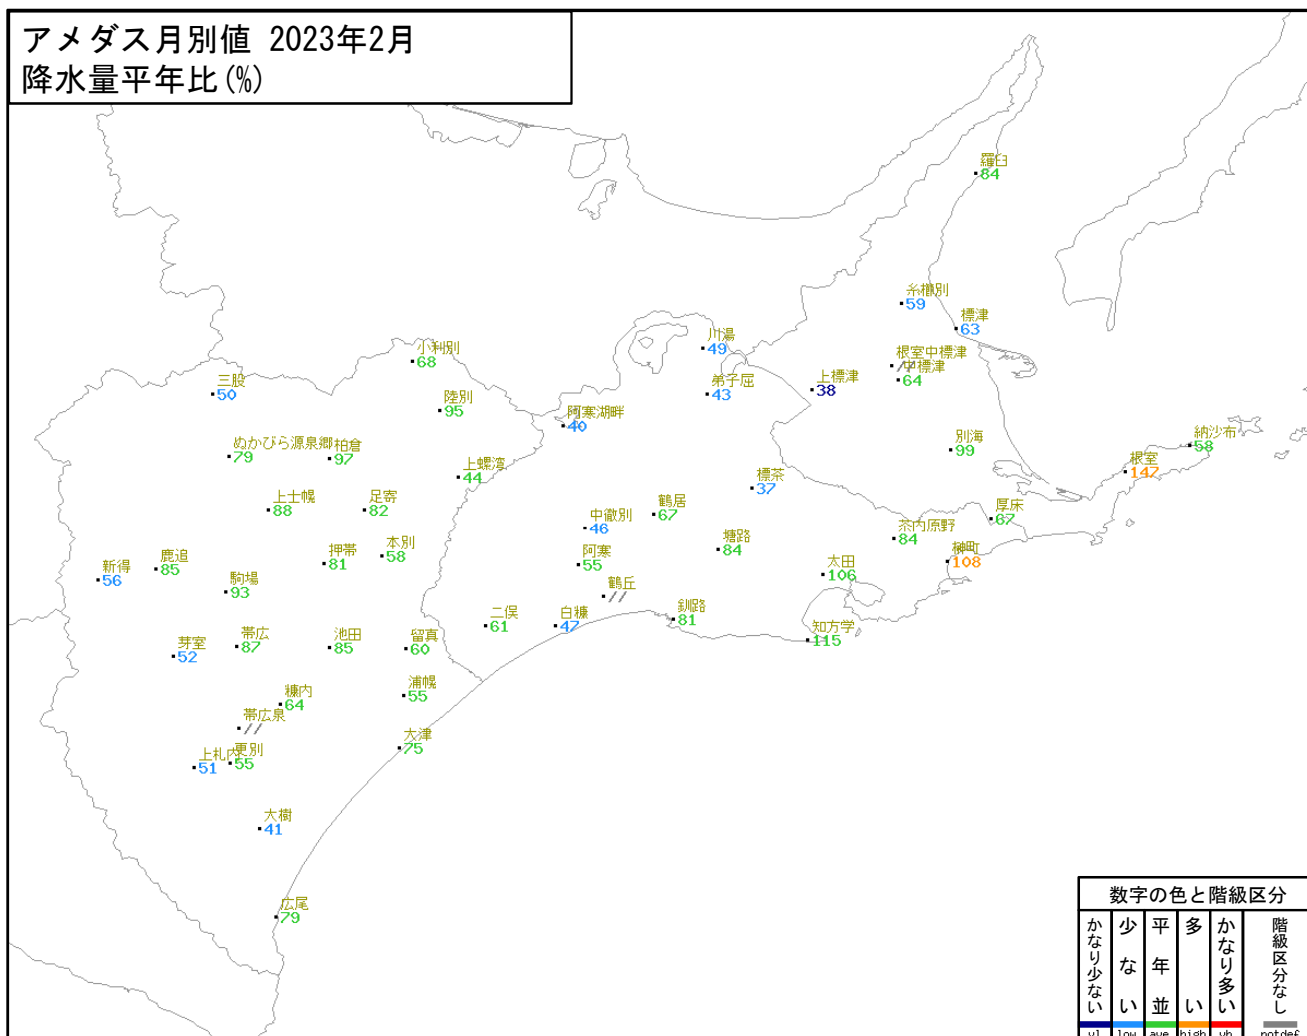 アメダス月別値 2023年2月
降水量平年比(%)
羅臼
84
糸櫃別
59
標津
63
川湯
49
根室中標津
//
中標津
64
小利別
68
三股
50
弟子屈
43
上標津
38
陸別
95
阿寒湖畔
40
納沙布
58
ぬかびら源泉郷
79
柏倉
97
別海
99
根室
147
上螺湾
44
標茶
37
上士幌
88
足寄
82
鶴居
67
厚床
67
中徹別
46
茶内原野
84
塘路
84
榊町
108
本別
58
押帯
81
鹿追
85
新得
56
阿寒
55
太田
106
駒場
93
鶴丘
//
二俣
61
白糠
47
釧路
81
知方学
115
帯広
87
池田
85
留真
60
芽室
52
浦幌
55
糠内
64
帯広泉
//
大津
75
上札内
51
更別
55
大樹
41
広尾
79
数字の色と階級区分
かなり少ない
少ない
平年並
多い
かなり多い
階級区分なし
vl
low
ave
high
vh
notdef